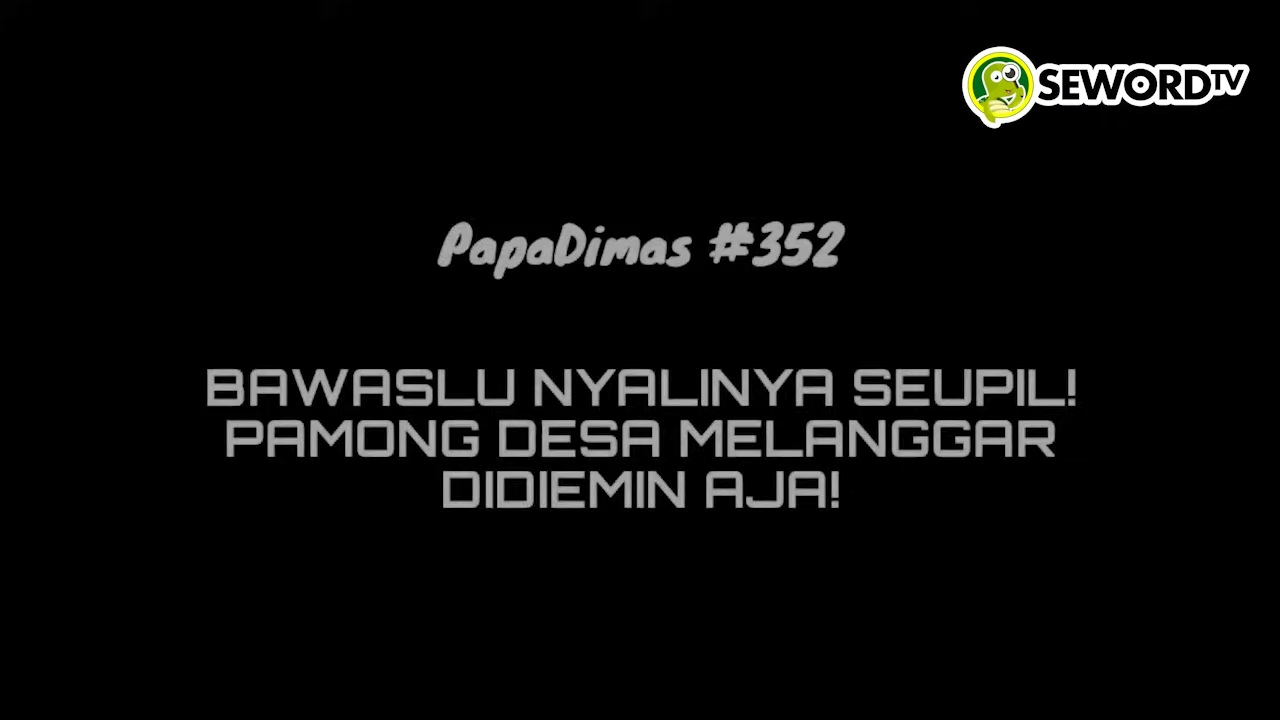 SEWORDTV
PapaDimas #352
BAWASLU NYALINYA SEUPIL!
PAMONG DESA MELANGGAR
DIDIEMIN AJA!